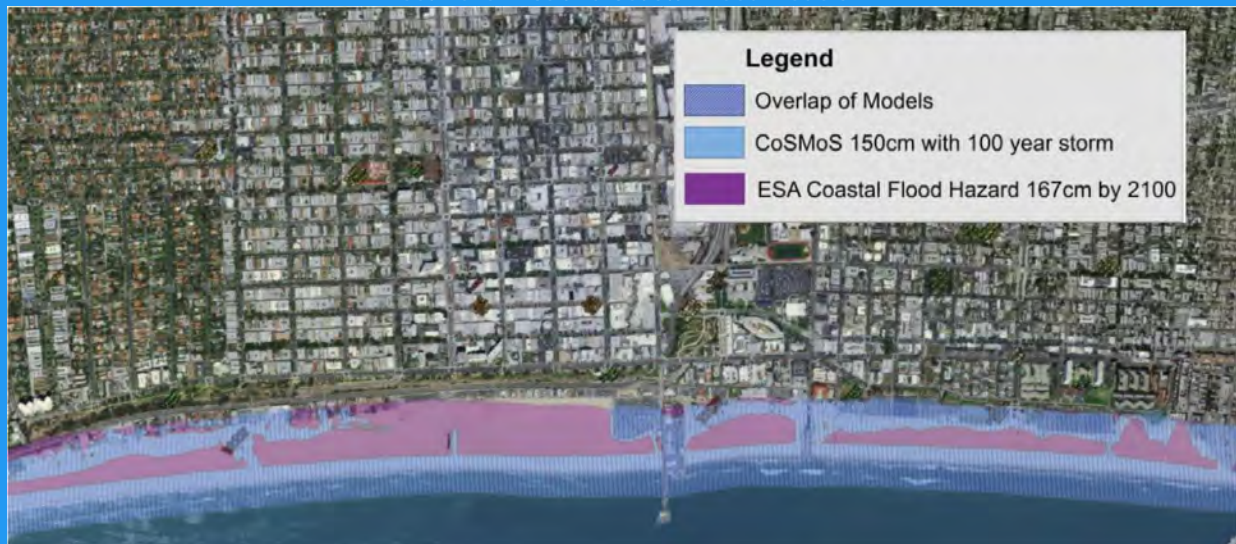 Legend
Overlap of Models
CoSMoS 150cm with 100 year storm
ESA Coastal Flood Hazard 167cm by 2100